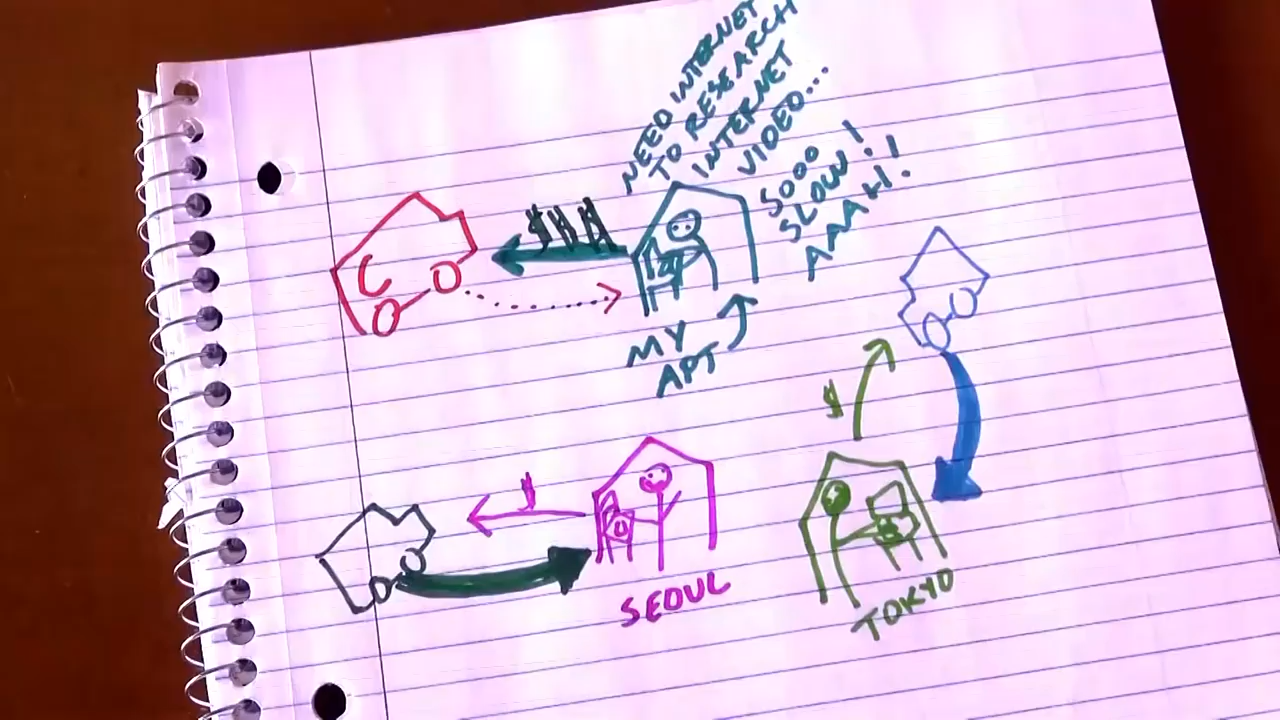 NEED INTERNET
TO RESEARCH
INTERNET
VIDEO...
SOOO
SLOW!
AAAH!
$$$
C
MY
APT
$
$
SEOUL
TOKYO